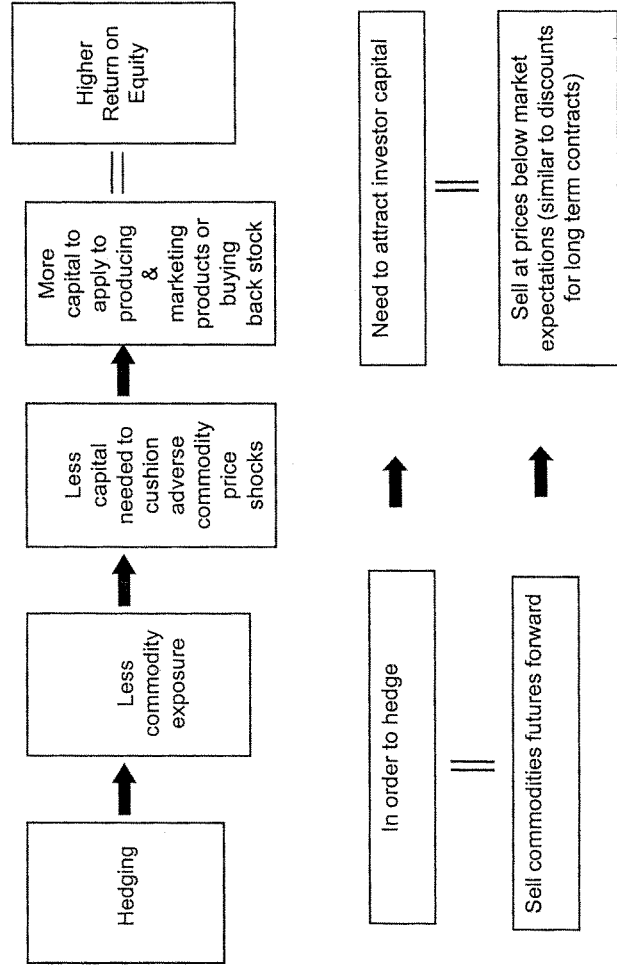 Hedging
Less
commodity
exposure
Less
capital
needed to
cushion
adverse
commodity
price
shocks
More
capital to
apply to
producing
&
marketing
products or
buying
back stock
Higher
Return on
Equity
In order to hedge
Need to attract investor capital
Sell commodities futures forward
Sell at prices below market
expectations (similar to discounts
for long term contracts)